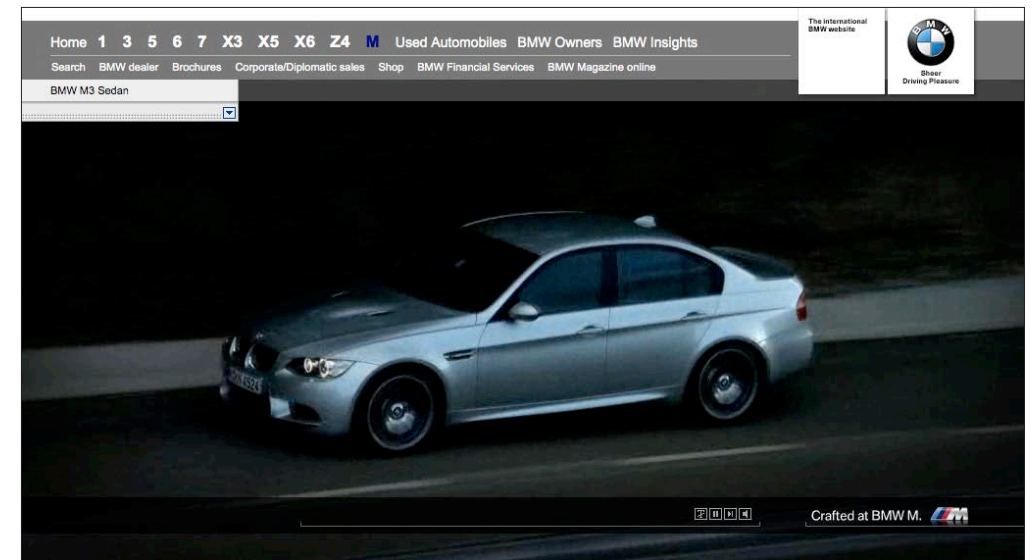 The international
BMW website
Home 1 3 5 6 7 X3 X5 X6 Z4 M Used Automobiles BMW Owners BMW Insights
Search BMW dealer Brochures Corporate/Diplomatic sales Shop BMW Financial Services BMW Magazine online
BMW
Sheer
Driving Pleasure
BMW M3 Sedan
Crafted at BMW M. M